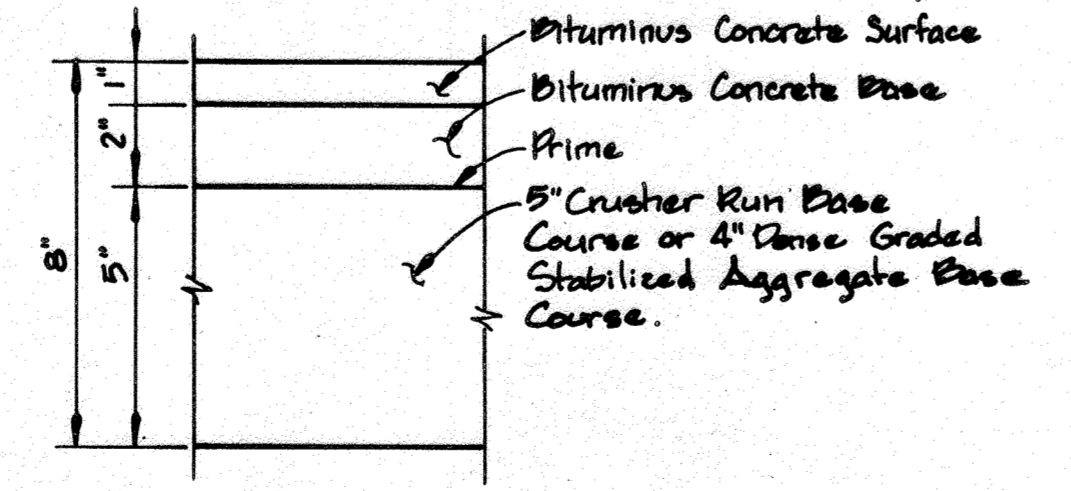 Bituminus Concrete Surface
Bituminus Concrete Base
Prime
5" Crusher Run Base
Course or 4" Dense Graded
Stabilized Aggregate Base
Course.
1"
2"
5"
8"